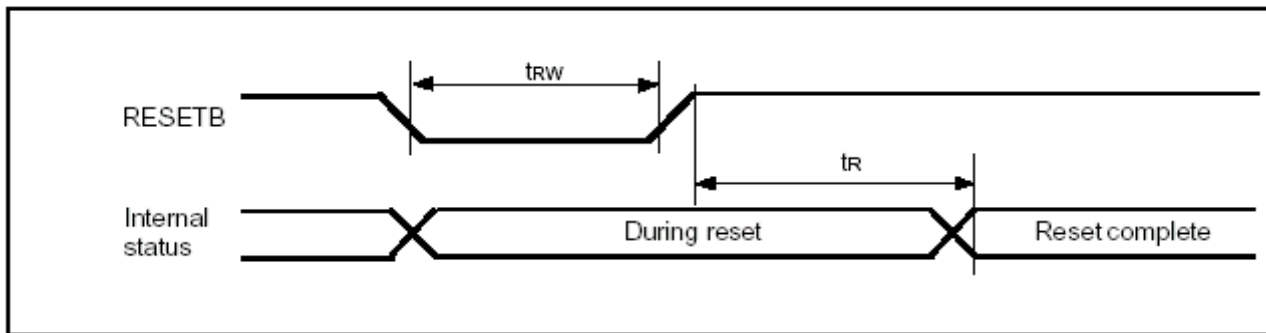 tRW
RESETB
tR
Internal
status
During reset
Reset complete